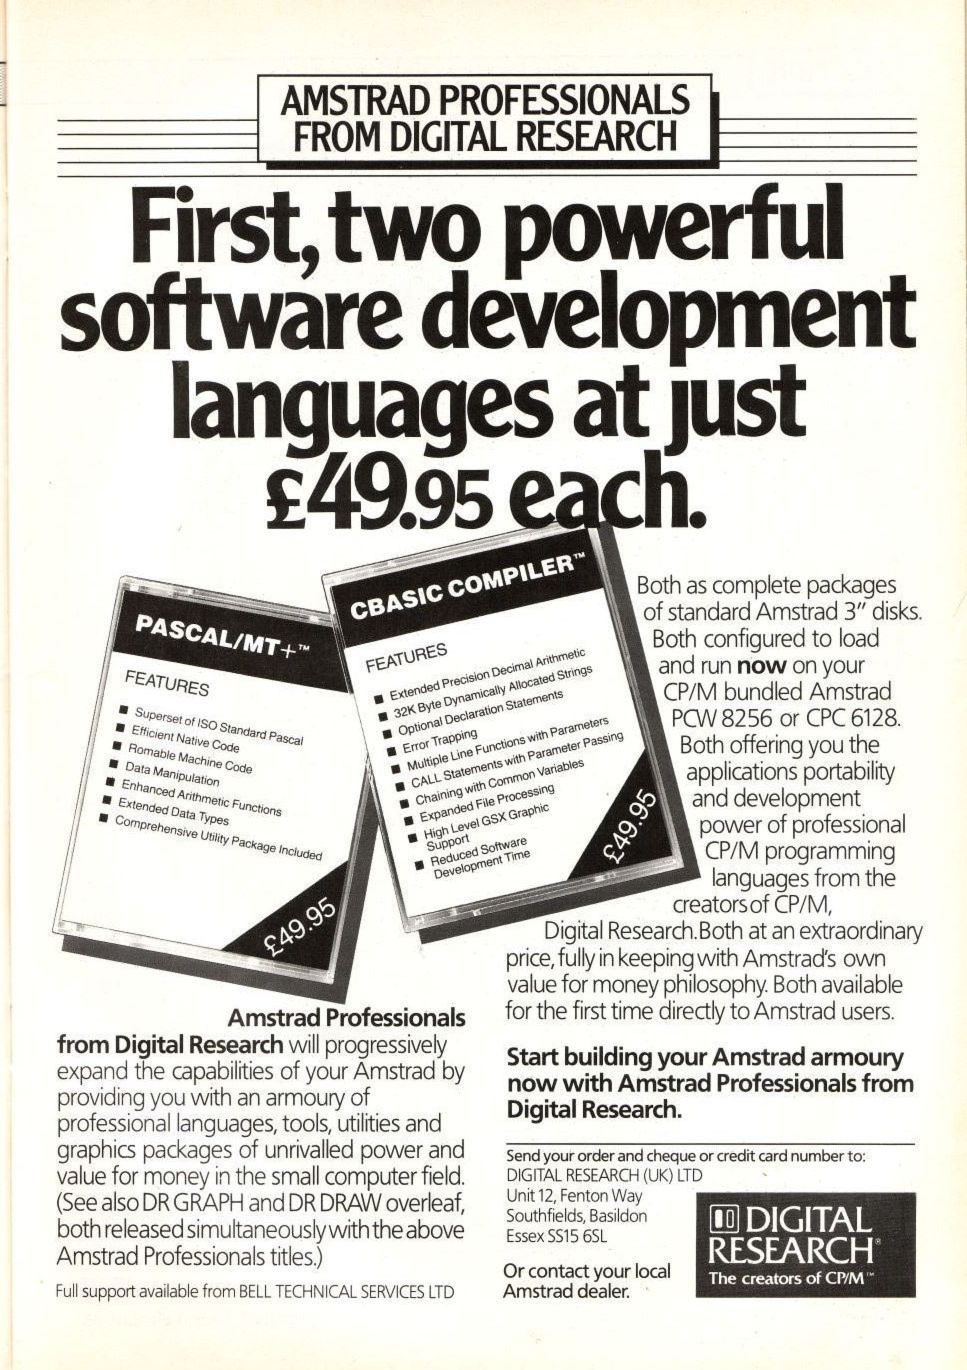 AMSTRAD PROFESSIONALS
FROM DIGITAL RESEARCH
First, two powerful
software development
languages at just
£49.95 each.
PASCAL/MT+™
FEATURES
■ Superset of ISO Standard Pascal
■ Efficient Native Code
■ Romable Machine Code
■ Data Manipulation
■ Enhanced Arithmetic Functions
■ Extended Data Types
■ Comprehensive Utility Package Included
£49.95
CBASIC COMPILER™
FEATURES
■ Extended Precision Decimal Arithmetic
■ 32K Byte Dynamically Allocated Strings
■ Optional Declaration Statements
■ Error Trapping
■ Multiple Line Functions with Parameters
■ CALL Statements with Parameter Passing
■ Chaining with Common Variables
■ Expanded File Processing
■ High Level GSX Graphic
Support
■ Reduced Software
Development Time
£49.95
Both as complete packages
of standard Amstrad 3″ disks.
Both configured to load
and run now on your
CP/M bundled Amstrad
PCW 8256 or CPC 6128.
Both offering you the
applications portability
and development
power of professional
CP/M programming
languages from the
creators of CP/M,
Digital Research. Both at an extraordinary
price, fully in keeping with Amstrad's own
value for money philosophy. Both available
for the first time directly to Amstrad users.
Amstrad Professionals
from Digital Research will progressively
expand the capabilities of your Amstrad by
providing you with an armoury of
professional languages, tools, utilities and
graphics packages of unrivalled power and
value for money in the small computer field.
(See also DR GRAPH and DR DRAW overleaf,
both released simultaneously with the above
Amstrad Professionals titles.)
Full support available from BELL TECHNICAL SERVICES LTD
Start building your Amstrad armoury
now with Amstrad Professionals from
Digital Research.
Send your order and cheque or credit card number to:
DIGITAL RESEARCH (UK) LTD
Unit 12, Fenton Way
Southfields, Basildon
Essex SS15 6SL
Or contact your local
Amstrad dealer.
DIGITAL
RESEARCH®
The creators of CP/M™